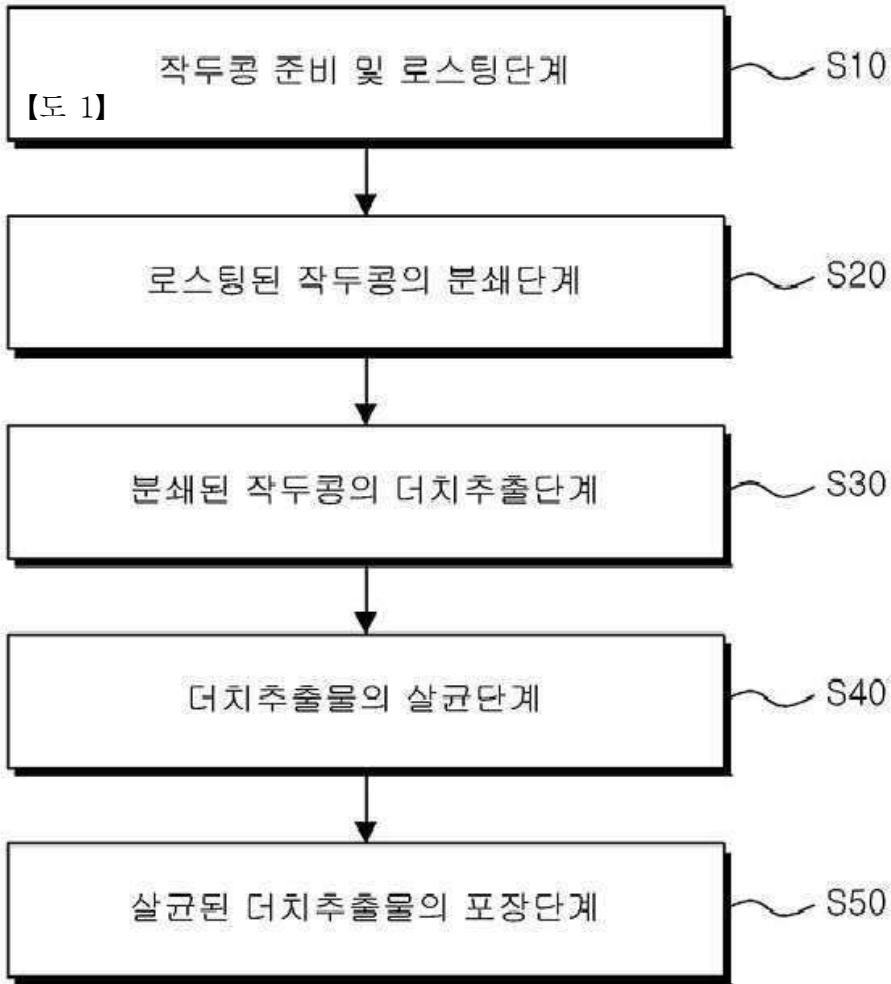 작두콩 준비 및 로스팅단계 S10
【도 1】
로스팅된 작두콩의 분쇄단계 S20
분쇄된 작두콩의 더치추출단계 S30
더치추출물의 살균단계 S40
살균된 더치추출물의 포장단계 S50